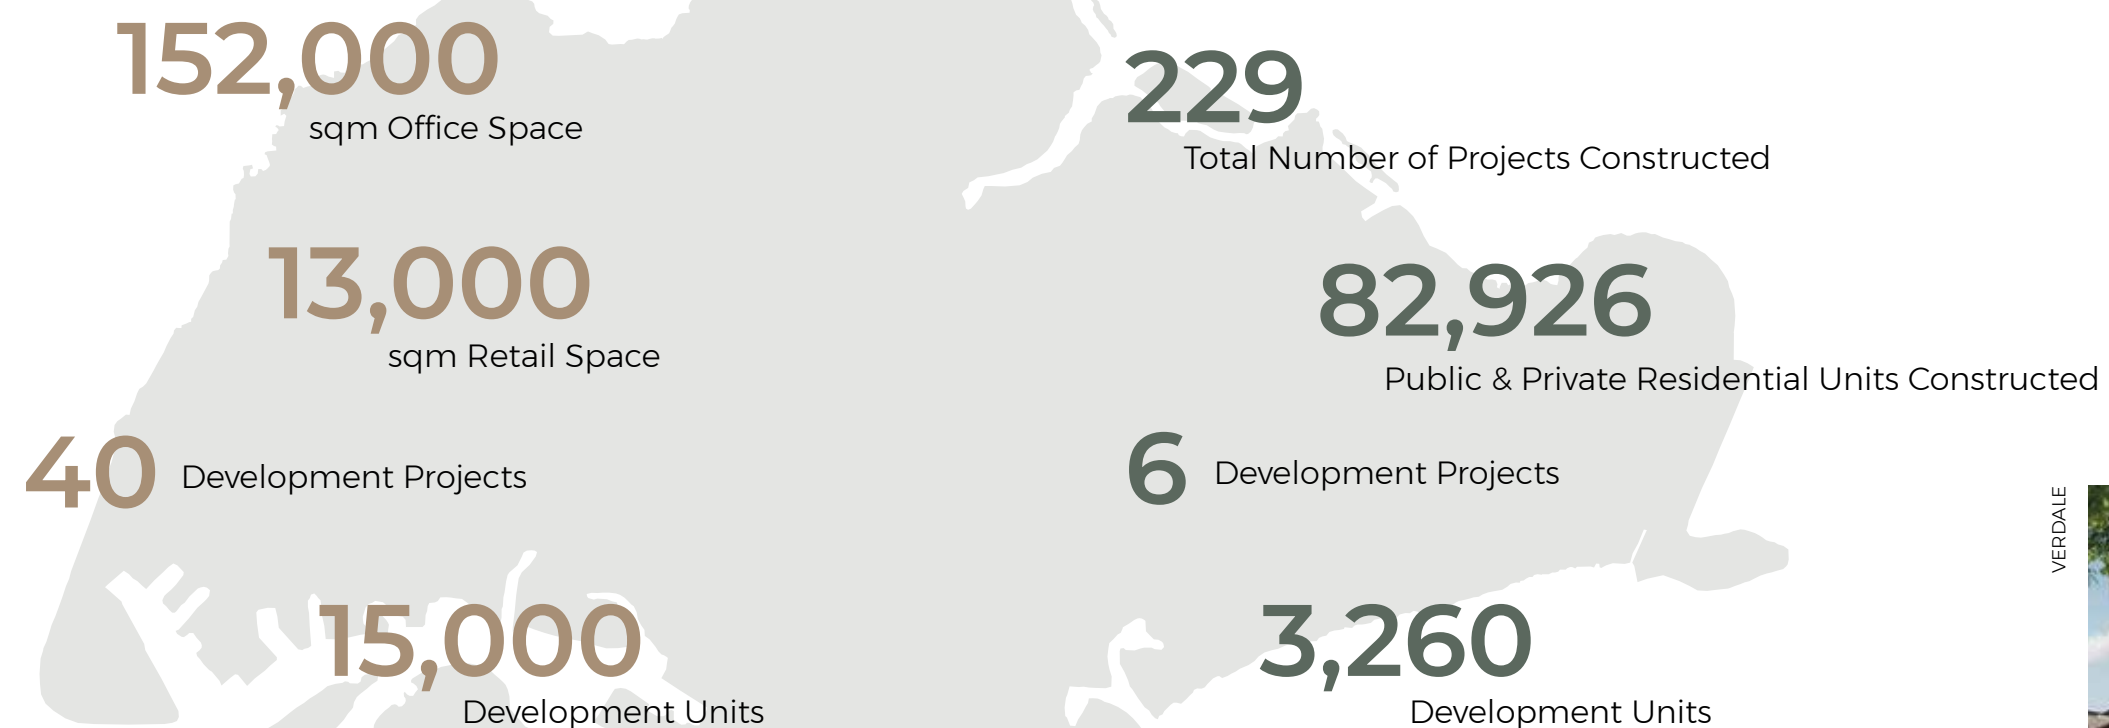 152,000
sqm Office Space
13,000
sqm Retail Space
40 Development Projects
15,000
Development Units
229
Total Number of Projects Constructed
82,926
Public & Private Residential Units Constructed
6 Development Projects
3,260
Development Units
VERDALE